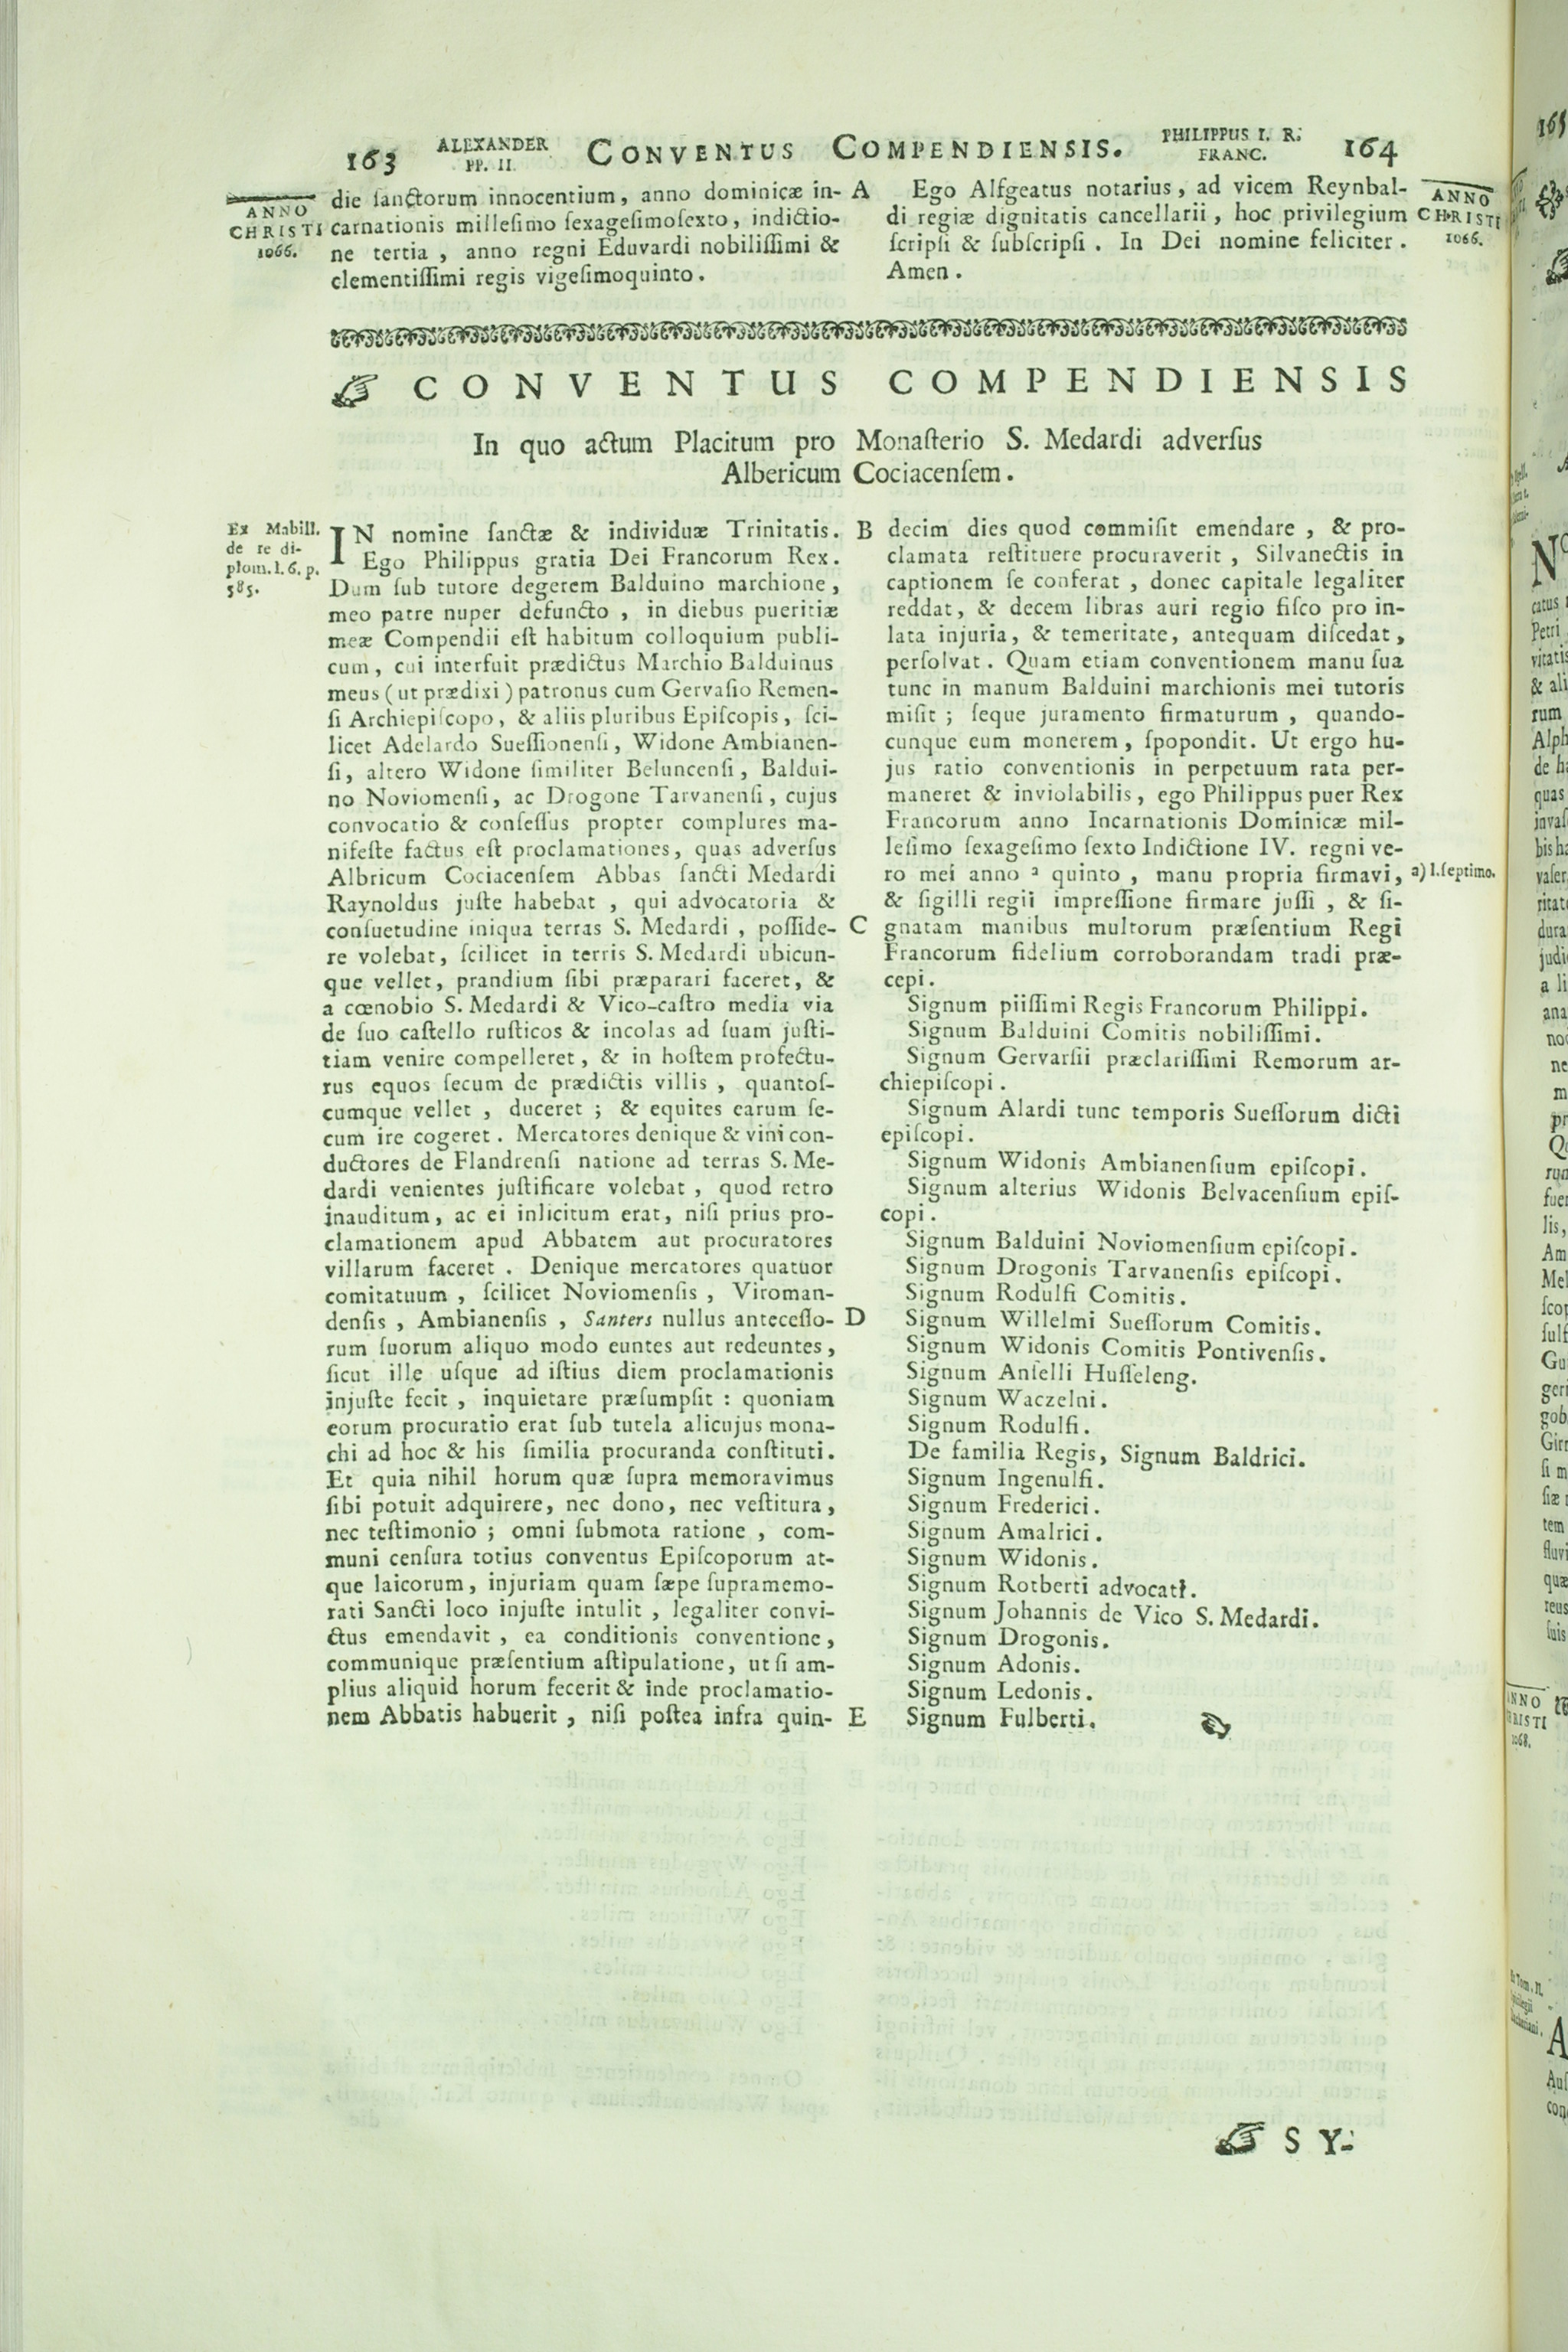 163 ALEXANDER PP. II. CONVENTUS COMPENDIENSIS. PHILIPPUS I. R. FRANC. 164
ANNO
CHRISTI
1066.
die ſanctorum innocentium, anno dominicæ in-
carnationis milleſimo ſexageſimoſexto, indictio-
ne tertia, anno regni Eduvardi nobiliſſimi &
clementiſſimi regis vigeſimoquinto.
A
Ego Alfgeatus notarius, ad vicem Reynbal-
di regiæ dignitatis cancellarii, hoc privilegium
ſcripſi & ſubſcripſi. In Dei nomine feliciter.
Amen.
ANNO
CHRISTI
1066.
☞ CONVENTUS COMPENDIENSIS
In quo actum Placitum pro Monaſterio S. Medardi adverſus
Albericum Cociacenſem.
Ex Mabill.
de re di-
plom. l. 6. p.
585.
IN nomine ſanctæ & individuæ Trinitatis.
Ego Philippus gratia Dei Francorum Rex.
Dum ſub tutore degerem Balduino marchione,
meo patre nuper defuncto, in diebus pueritiæ
meæ Compendii eſt habitum colloquium publi-
cum, cui interfuit prædictus Marchio Balduinus
meus (ut prædixi) patronus cum Gervaſio Remen-
ſi Archiepiſcopo, & aliis pluribus Epiſcopis, ſci-
licet Adelardo Sueſſionenſi, Widone Ambianen-
ſi, altero Widone ſimiliter Beluncenſi, Baldui-
no Noviomenſi, ac Drogone Tarvanenſi, cujus
convocatio & conſeſſus propter complures ma-
nifeſte factus eſt proclamationes, quas adverſus
Albricum Cociacenſem Abbas ſancti Medardi
Raynoldus juſte habebat, qui advocatoria &
conſuetudine iniqua terras S. Medardi, poſſide-
re volebat, ſcilicet in terris S. Medardi ubicun-
que vellet, prandium ſibi præparari faceret, &
a cœnobio S. Medardi & Vico-caſtro media via
de ſuo caſtello ruſticos & incolas ad ſuam juſti-
tiam venire compelleret, & in hoſtem profectu-
rus equos ſecum de prædictis villis, quantoſ-
cumque vellet, duceret; & equites earum ſe-
cum ire cogeret. Mercatores denique & vini con-
ductores de Flandrenſi natione ad terras S. Me-
dardi venientes juſtificare volebat, quod retro
inauditum, ac ei inlicitum erat, niſi prius pro-
clamationem apud Abbatem aut procuratores
villarum faceret. Denique mercatores quatuor
comitatuum, ſcilicet Noviomenſis, Viroman-
denſis, Ambianenſis, Santers nullus anteceſſo-
rum ſuorum aliquo modo euntes aut redeuntes,
ſicut ille uſque ad iſtius diem proclamationis
injuſte fecit, inquietare præſumpſit: quoniam
eorum procuratio erat ſub tutela alicujus mona-
chi ad hoc & his ſimilia procuranda conſtituti.
Et quia nihil horum quæ ſupra memoravimus
ſibi potuit adquirere, nec dono, nec veſtitura,
nec teſtimonio; omni ſubmota ratione, com-
muni cenſura totius conventus Epiſcoporum at-
que laicorum, injuriam quam ſæpe ſupramemo-
rati Sancti loco injuſte intulit, legaliter convi-
ctus emendavit, ea conditionis conventione,
communique præſentium aſtipulatione, ut ſi am-
plius aliquid horum fecerit & inde proclamatio-
nem Abbatis habuerit, niſi poſtea infra quin-
B
C
D
E
decim dies quod commiſit emendare, & pro-
clamata reſtituere procuraverit, Silvanectis in
captionem ſe conferat, donec capitale legaliter
reddat, & decem libras auri regio fiſco pro in-
lata injuria, & temeritate, antequam diſcedat,
perſolvat. Quam etiam conventionem manu ſua
tunc in manum Balduini marchionis mei tutoris
miſit; ſeque juramento firmaturum, quando-
cunque eum monerem, ſpopondit. Ut ergo hu-
jus ratio conventionis in perpetuum rata per-
maneret & inviolabilis, ego Philippus puer Rex
Francorum anno Incarnationis Dominicæ mil-
leſimo ſexageſimo ſexto Indictione IV. regni ve-
ro mei anno ª quinto, manu propria firmavi,
& ſigilli regii impreſſione firmare juſſi, & ſi-
gnatam manibus multorum præſentium Regi
Francorum fidelium corroborandam tradi præ-
cepi.
a) l. ſeptimo.
Signum piiſſimi Regis Francorum Philippi.
Signum Balduini Comitis nobiliſſimi.
Signum Gervarſii præclariſſimi Remorum ar-
chiepiſcopi.
Signum Alardi tunc temporis Sueſſorum dicti
epiſcopi.
Signum Widonis Ambianenſium epiſcopi.
Signum alterius Widonis Belvacenſium epiſ-
copi.
Signum Balduini Noviomenſium epiſcopi.
Signum Drogonis Tarvanenſis epiſcopi.
Signum Rodulfi Comitis.
Signum Willelmi Sueſſorum Comitis.
Signum Widonis Comitis Pontivenſis.
Signum Anſelli Huſſeleng.
Signum Waczelni.
Signum Rodulfi.
De familia Regis, Signum Baldrici.
Signum Ingenulfi.
Signum Frederici.
Signum Amalrici.
Signum Widonis.
Signum Rotberti advocati.
Signum Johannis de Vico S. Medardi.
Signum Drogonis.
Signum Adonis.
Signum Ledonis.
Signum Fulberti.
☞ SY-